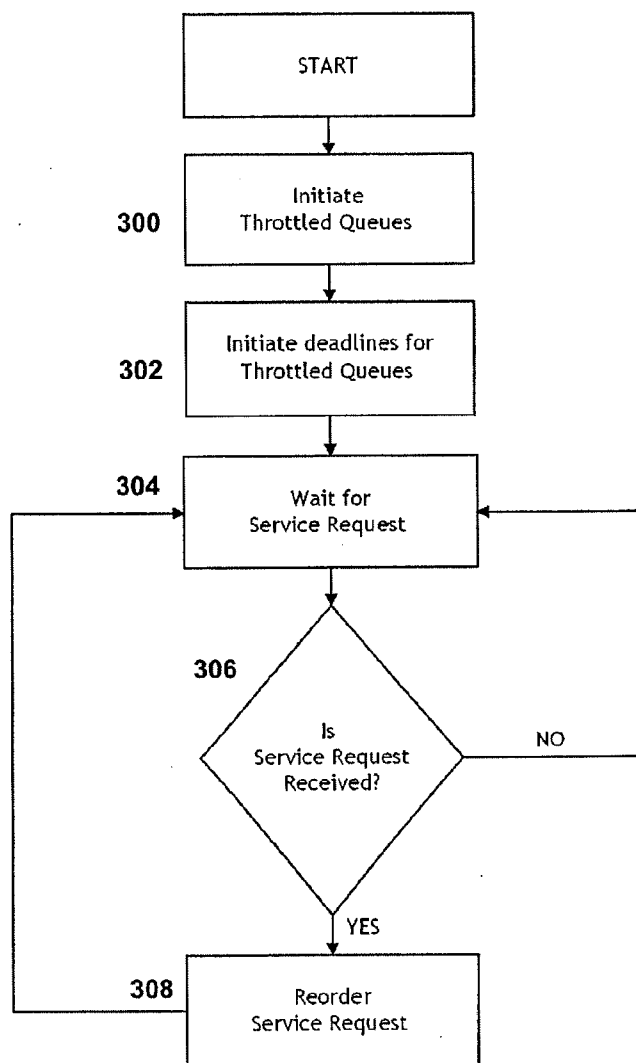 START
300
Initiate
Throttled Queues
302
Initiate deadlines for
Throttled Queues
304
Wait for
Service Request
306
Is
Service Request
Received?
NO
YES
308
Reorder
Service Request